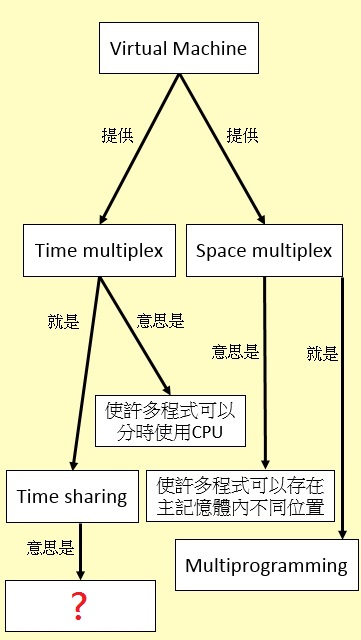 Virtual Machine
提供
提供
Time multiplex
Space multiplex
就是
意思是
意思是
就是
使許多程式可以
分時使用CPU
Time sharing
使許多程式可以存在
主記憶體內不同位置
意思是
Multiprogramming
?